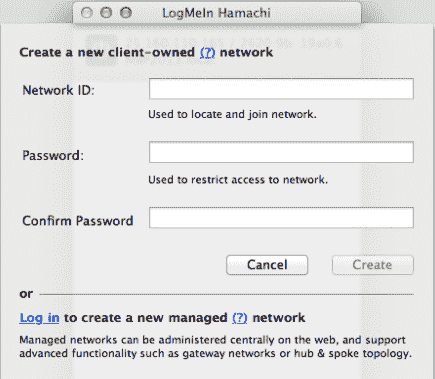 LogMeIn Hamachi
Create a new client-owned (?) network
Network ID:
Used to locate and join network.
Password:
Used to restrict access to network.
Confirm Password
Cancel
Create
or
Log in to create a new managed (?) network
Managed networks can be administered centrally on the web, and support
advanced functionality such as gateway networks or hub & spoke topology.